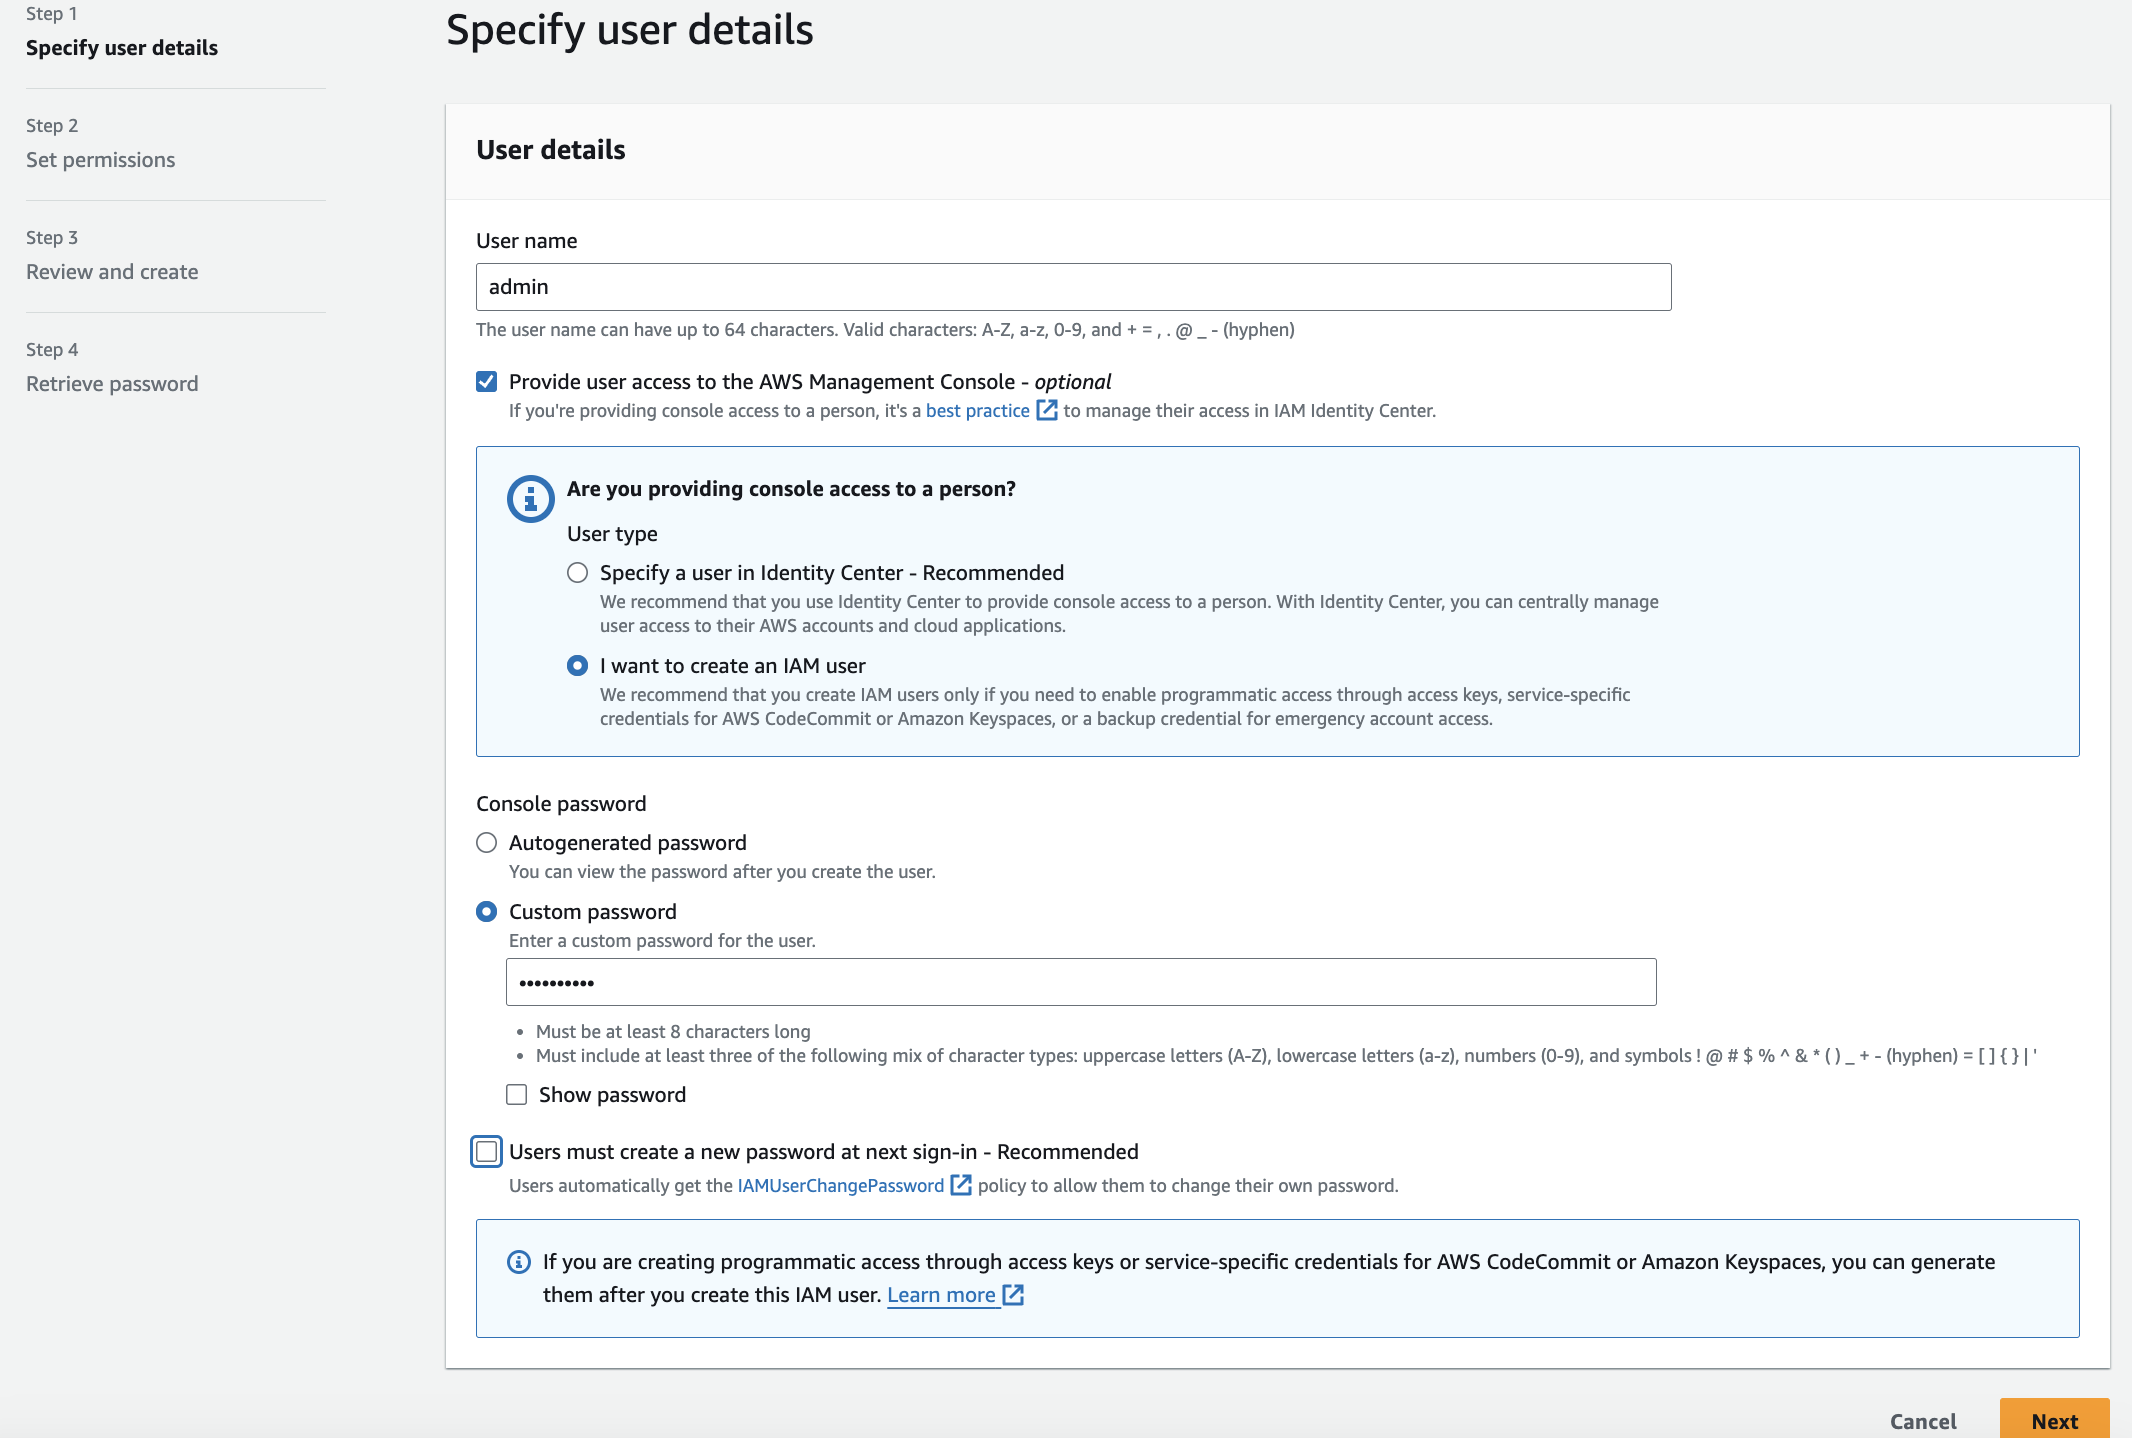 Step 1
Specify user details
Step 2
Set permissions
Step 3
Review and create
Step 4
Retrieve password
Specify user details
User details
User name
admin
The user name can have up to 64 characters. Valid characters: A-Z, a-z, 0-9, and + = , . @ _ - (hyphen)
Provide user access to the AWS Management Console - optional
If you're providing console access to a person, it's a best practice to manage their access in IAM Identity Center.
Are you providing console access to a person?
User type
Specify a user in Identity Center - Recommended
We recommend that you use Identity Center to provide console access to a person. With Identity Center, you can centrally manage
user access to their AWS accounts and cloud applications.
I want to create an IAM user
We recommend that you create IAM users only if you need to enable programmatic access through access keys, service-specific
credentials for AWS CodeCommit or Amazon Keyspaces, or a backup credential for emergency account access.
Console password
Autogenerated password
You can view the password after you create the user.
Custom password
Enter a custom password for the user.
••••••••••
• Must be at least 8 characters long
• Must include at least three of the following mix of character types: uppercase letters (A-Z), lowercase letters (a-z), numbers (0-9), and symbols ! @ # $ % ^ & * ( ) _ + - (hyphen) = [ ] { } | '
Show password
Users must create a new password at next sign-in - Recommended
Users automatically get the IAMUserChangePassword policy to allow them to change their own password.
If you are creating programmatic access through access keys or service-specific credentials for AWS CodeCommit or Amazon Keyspaces, you can generate
them after you create this IAM user. Learn more
Cancel
Next